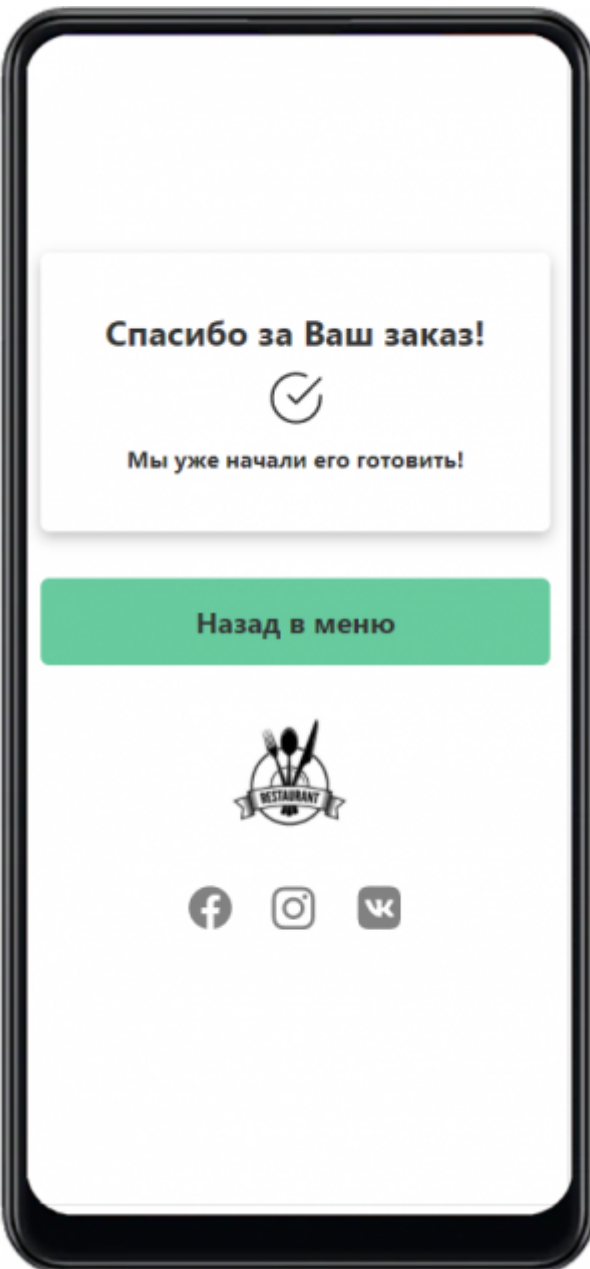 Спасибо за Ваш заказ!
Мы уже начали его готовить!
Назад в меню
RESTAURANT